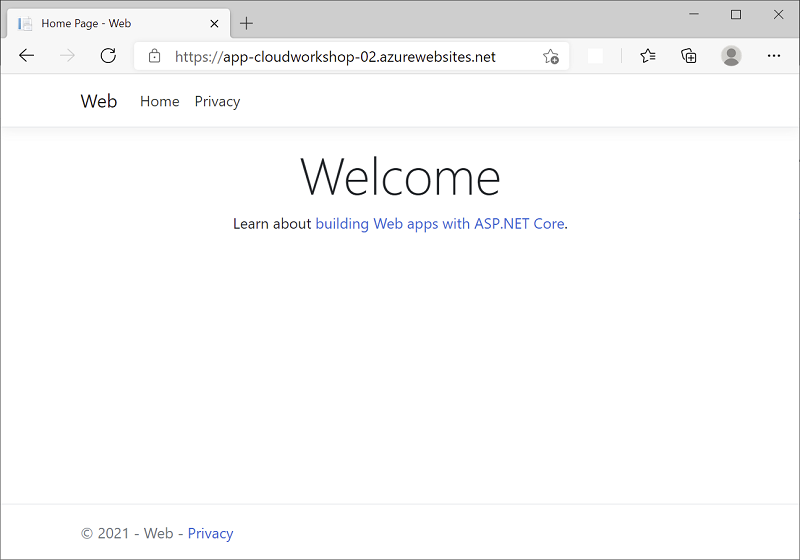 Home Page - Web
https://app-cloudworkshop-02.azurewebsites.net
Web Home Privacy
Welcome
Learn about building Web apps with ASP.NET Core.
© 2021 - Web - Privacy